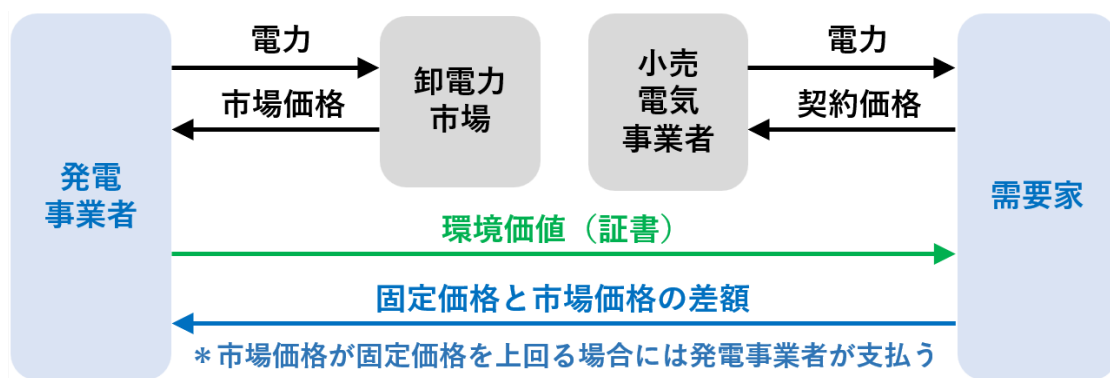 発電
事業者
電力
市場価格
卸電力
市場
小売
電気
事業者
電力
契約価格
需要家
環境価値（証書）
固定価格と市場価格の差額
＊市場価格が固定価格を上回る場合には発電事業者が支払う